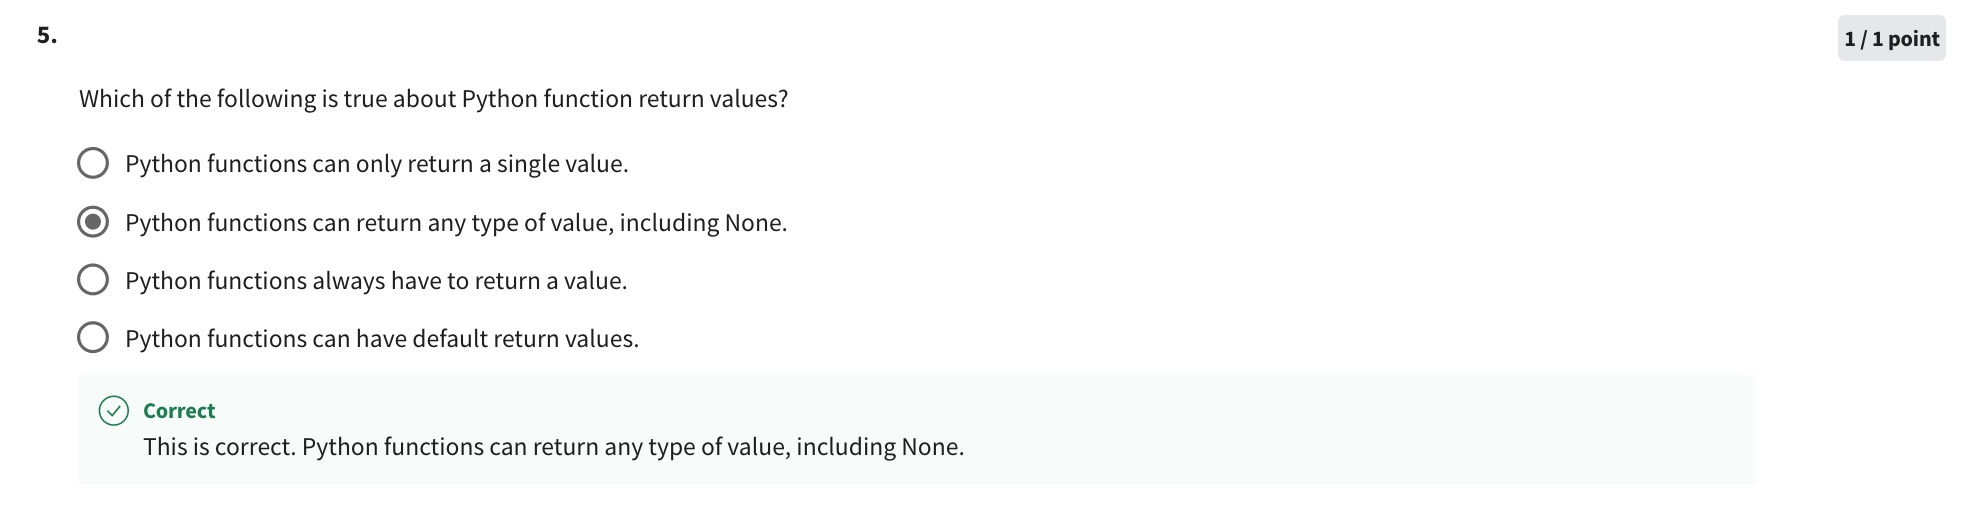 5.
1 / 1 point
Which of the following is true about Python function return values?
Python functions can only return a single value.
Python functions can return any type of value, including None.
Python functions always have to return a value.
Python functions can have default return values.
Correct
This is correct. Python functions can return any type of value, including None.